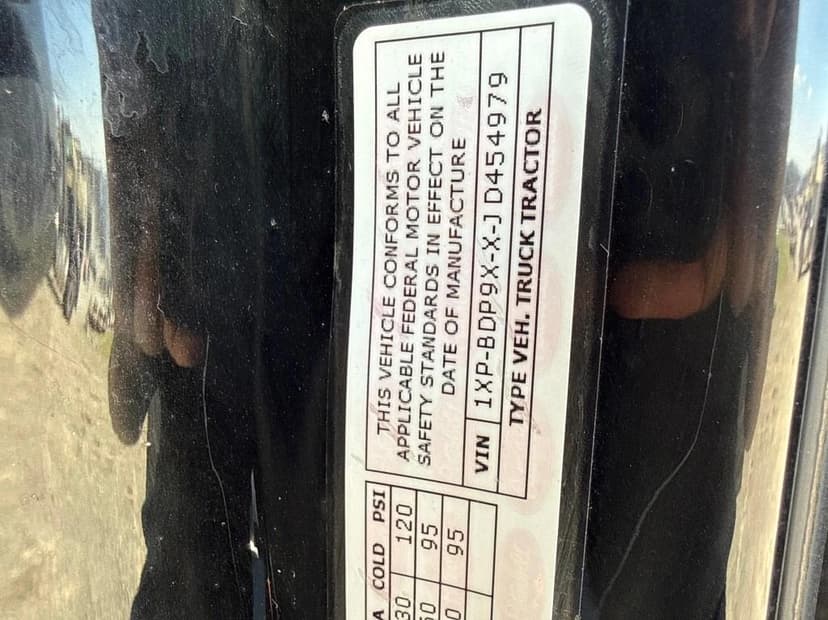 THIS VEHICLE CONFORMS TO ALL
APPLICABLE FEDERAL MOTOR VEHICLE
SAFETY STANDARDS IN EFFECT ON THE
DATE OF MANUFACTURE
VIN 1XP-BDP9X-X-J D454979
TYPE VEH. TRUCK TRACTOR
COLD PSI
120
95
95